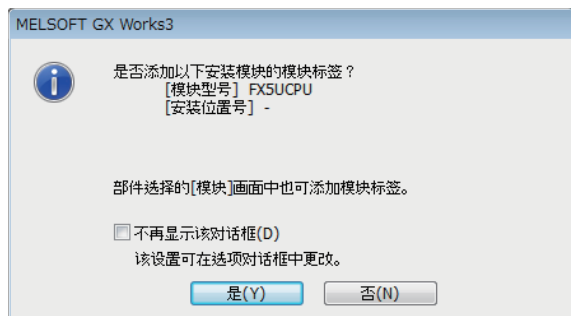 MELSOFT GX Works3
是否添加以下安装模块的模块标签？
[模块型号] FX5UCPU
[安装位置号] -
部件选择的[模块]画面中也可添加模块标签。
不再显示该对话框(D)
该设置可在选项对话框中更改。
是(Y) 否(N)